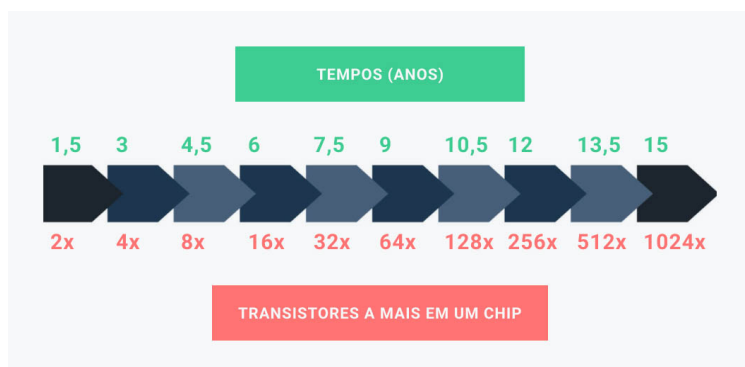 TEMPOS (ANOS)
1,5 3 4,5 6 7,5 9 10,5 12 13,5 15
2x 4x 8x 16x 32x 64x 128x 256x 512x 1024x
TRANSISTORES A MAIS EM UM CHIP